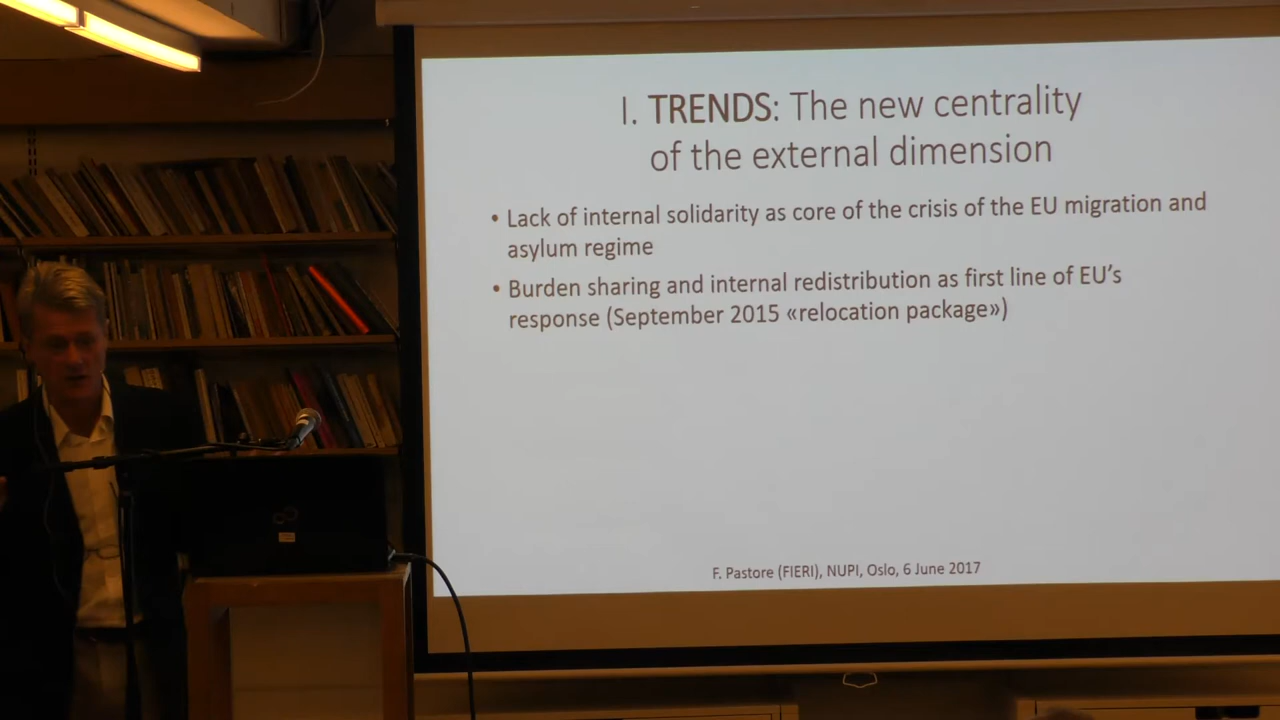 I. TRENDS: The new centrality
of the external dimension
• Lack of internal solidarity as core of the crisis of the EU migration and
asylum regime
• Burden sharing and internal redistribution as first line of EU's
response (September 2015 «relocation package»)
F. Pastore (FIERI), NUPI, Oslo, 6 June 2017